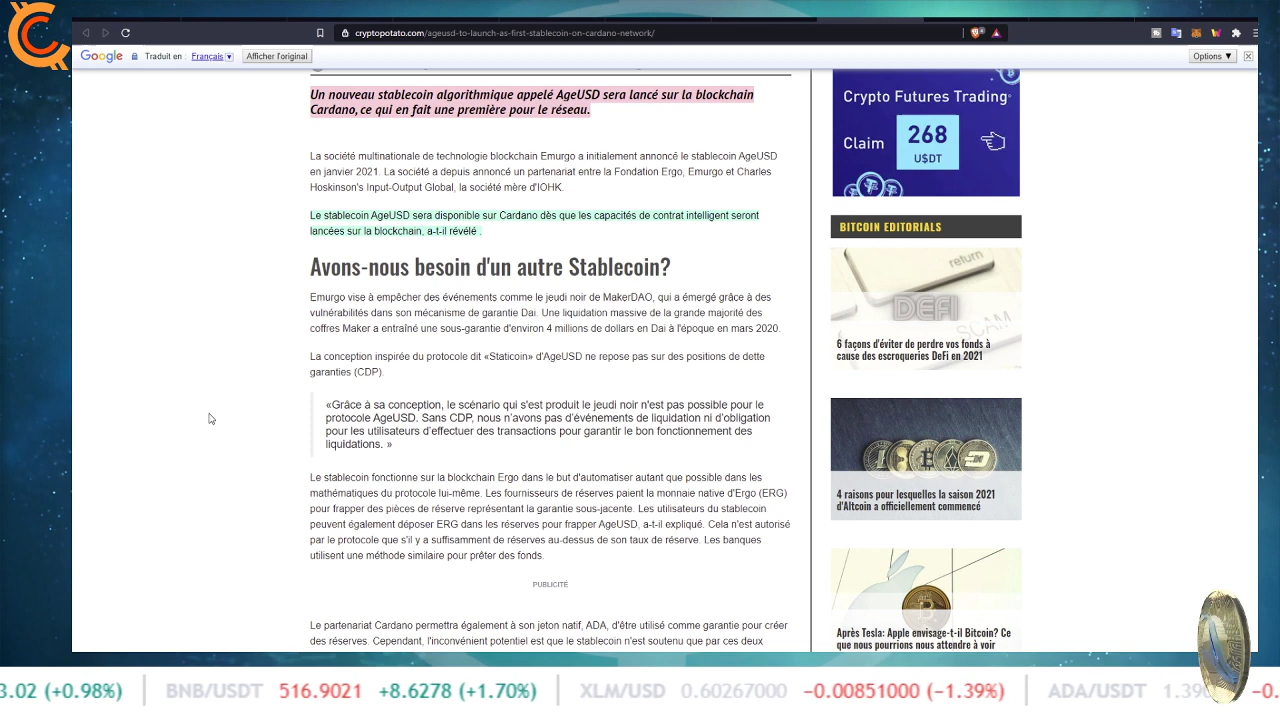 cryptopotato.com/ageusd-to-launch-as-first-stablecoin-on-cardano-network/
Google Traduit en : Français Afficher l'original Options ▼
Un nouveau stablecoin algorithmique appelé AgeUSD sera lancé sur la blockchain
Cardano, ce qui en fait une première pour le réseau.
La société multinationale de technologie blockchain Emurgo a initialement annoncé le stablecoin AgeUSD
en janvier 2021. La société a depuis annoncé un partenariat entre la Fondation Ergo, Emurgo et Charles
Hoskinson's Input-Output Global, la société mère d'IOHK.
Le stablecoin AgeUSD sera disponible sur Cardano dès que les capacités de contrat intelligent seront
lancées sur la blockchain, a-t-il révélé .
Avons-nous besoin d'un autre Stablecoin?
Emurgo vise à empêcher des événements comme le jeudi noir de MakerDAO, qui a émergé grâce à des
vulnérabilités dans son mécanisme de garantie Dai. Une liquidation massive de la grande majorité des
coffres Maker a entraîné une sous-garantie d'environ 4 millions de dollars en Dai à l'époque en mars 2020.
La conception inspirée du protocole dit «Staticoin» d'AgeUSD ne repose pas sur des positions de dette
garanties (CDP).
«Grâce à sa conception, le scénario qui s'est produit le jeudi noir n'est pas possible pour le
protocole AgeUSD. Sans CDP, nous n'avons pas d'événements de liquidation ni d'obligation
pour les utilisateurs d'effectuer des transactions pour garantir le bon fonctionnement des
liquidations. »
Le stablecoin fonctionne sur la blockchain Ergo dans le but d'automatiser autant que possible dans les
mathématiques du protocole lui-même. Les fournisseurs de réserves paient la monnaie native d'Ergo (ERG)
pour frapper des pièces de réserve représentant la garantie sous-jacente. Les utilisateurs du stablecoin
peuvent également déposer ERG dans les réserves pour frapper AgeUSD, a-t-il expliqué. Cela n'est autorisé
par le protocole que s'il y a suffisamment de réserves au-dessus de son taux de réserve. Les banques
utilisent une méthode similaire pour prêter des fonds.
PUBLICITÉ
Le partenariat Cardano permettra également à son jeton natif, ADA, d'être utilisé comme garantie pour créer
des réserves. Cependant, l'inconvénient potentiel est que le stablecoin n'est soutenu que par ces deux
Crypto Futures Trading
Claim
268
U$DT
BITCOIN EDITORIALS
return
DEFI
SCAM
6 façons d'éviter de perdre vos fonds à
cause des escroqueries DeFi en 2021
4 raisons pour lesquelles la saison 2021
d'Altcoin a officiellement commencé
Après Tesla: Apple envisage-t-il Bitcoin? Ce
que nous pourrions nous attendre à voir
3.02 (+0.98%) BNB/USDT 516.9021 +8.6278 (+1.70%) XLM/USD 0.60267000 −0.00851000 (−1.39%) ADA/USDT 1.39 −0.